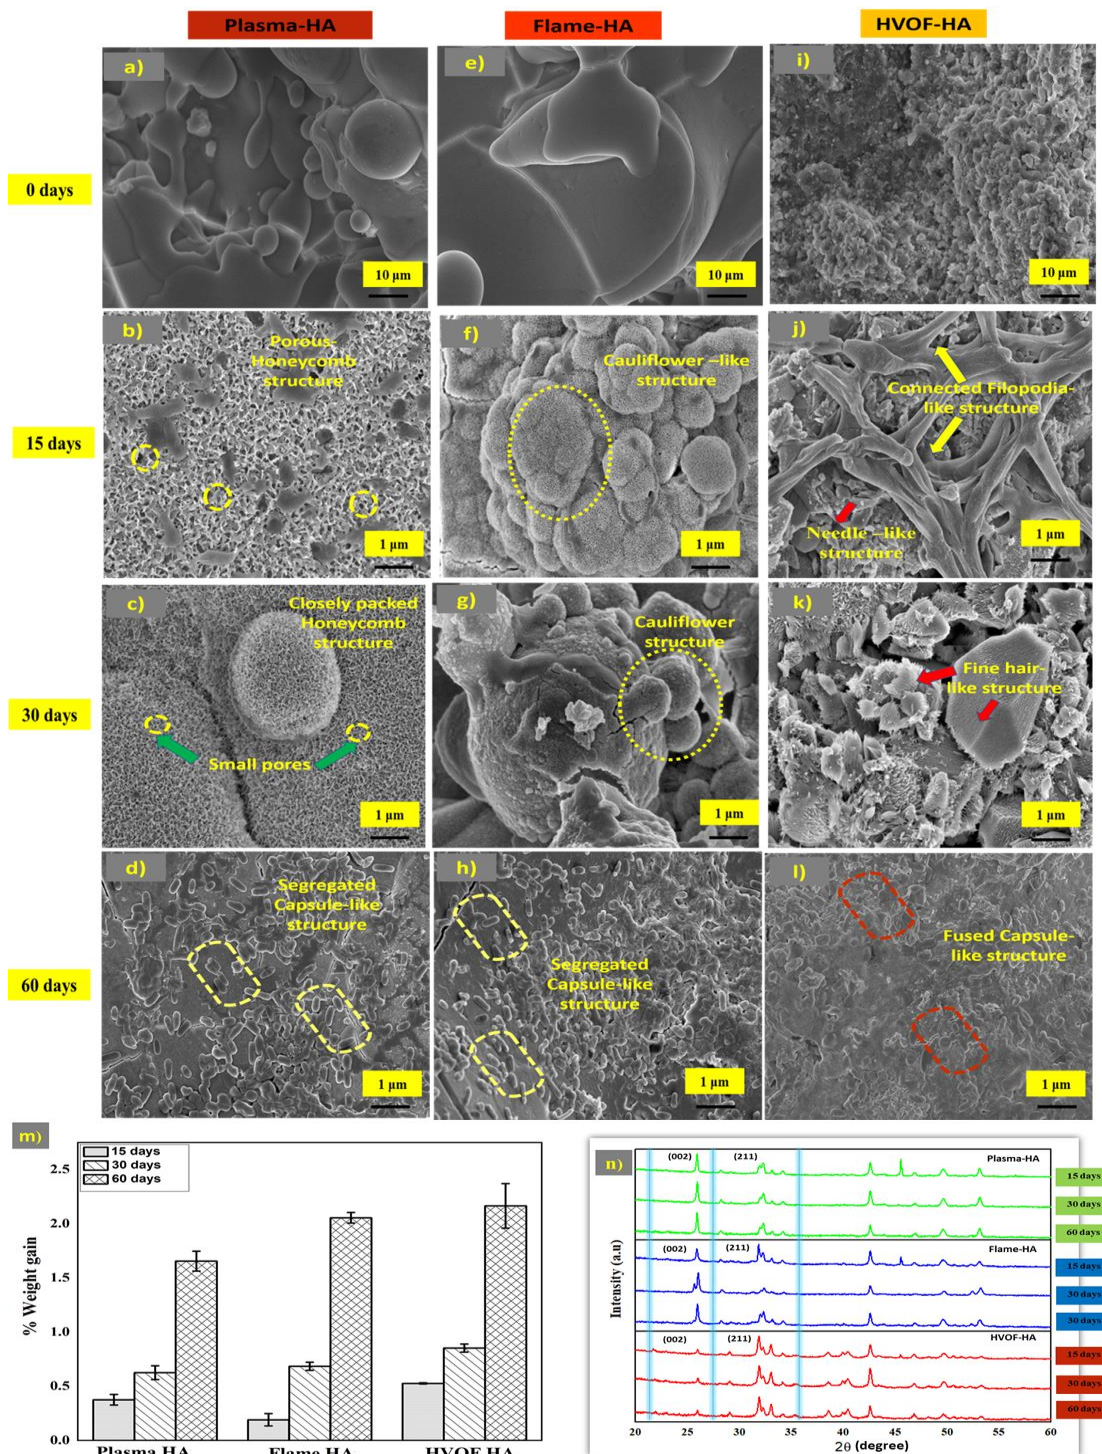 Plasma-HA
Flame-HA
HVOF-HA
0 days
a)
10 µm
e)
10 µm
i)
10 µm
15 days
b)
Porous-
Honeycomb
structure
1 µm
f)
Cauliflower –like
structure
1 µm
j)
Connected Filopodia-
like structure
Needle –like
structure
1 µm
30 days
c)
Closely packed
Honeycomb
structure
Small pores
1 µm
g)
Cauliflower
structure
1 µm
k)
Fine hair-
like structure
1 µm
60 days
d)
Segregated
Capsule-like
structure
1 µm
h)
Segregated
Capsule-like
structure
1 µm
l)
Fused Capsule-
like structure
1 µm
m)
15 days
30 days
60 days
% Weight gain
2.5
2.0
1.5
1.0
0.5
0.0
Plasma-HA
Flame-HA
HVOF-HA
n)
Intensity (a.u)
(002)
(211)
Plasma-HA
15 days
30 days
60 days
(002)
(211)
Flame-HA
15 days
30 days
30 days
(002)
(211)
HVOF-HA
15 days
30 days
60 days
20 25 30 35 40 45 50 55 60
2θ (degree)